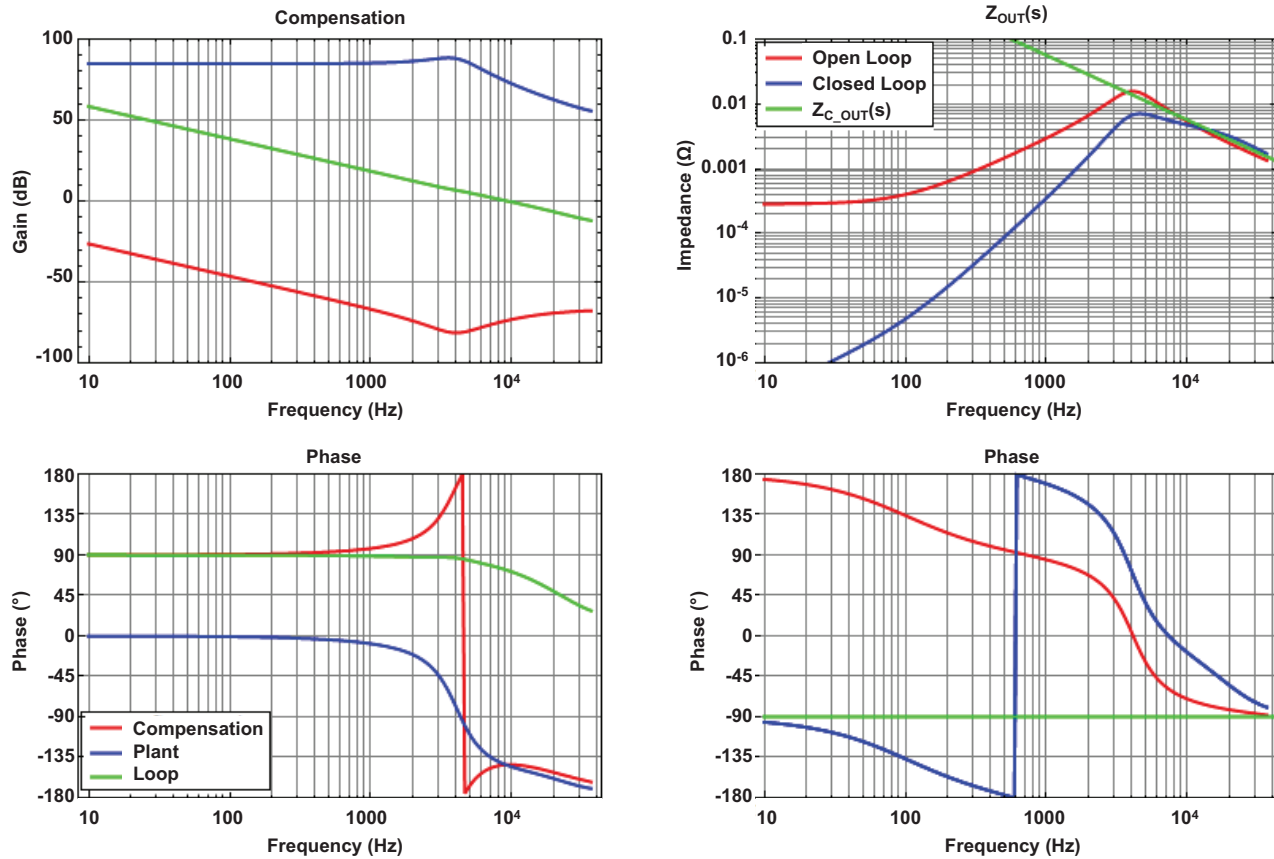 Compensation
100
50
0
-50
-100
Gain (dB)
10
100
1000
10⁴
Frequency (Hz)
Z_OUT(s)
Open Loop
Closed Loop
Z_C_OUT(s)
0.1
0.01
0.001
10⁻⁴
10⁻⁵
10⁻⁶
Impedance (Ω)
10
100
1000
10⁴
Frequency (Hz)
Phase
180
135
90
45
0
-45
-90
-135
-180
Phase (°)
Compensation
Plant
Loop
10
100
1000
10⁴
Frequency (Hz)
Phase
180
135
90
45
0
-45
-90
-135
-180
Phase (°)
10
100
1000
10⁴
Frequency (Hz)